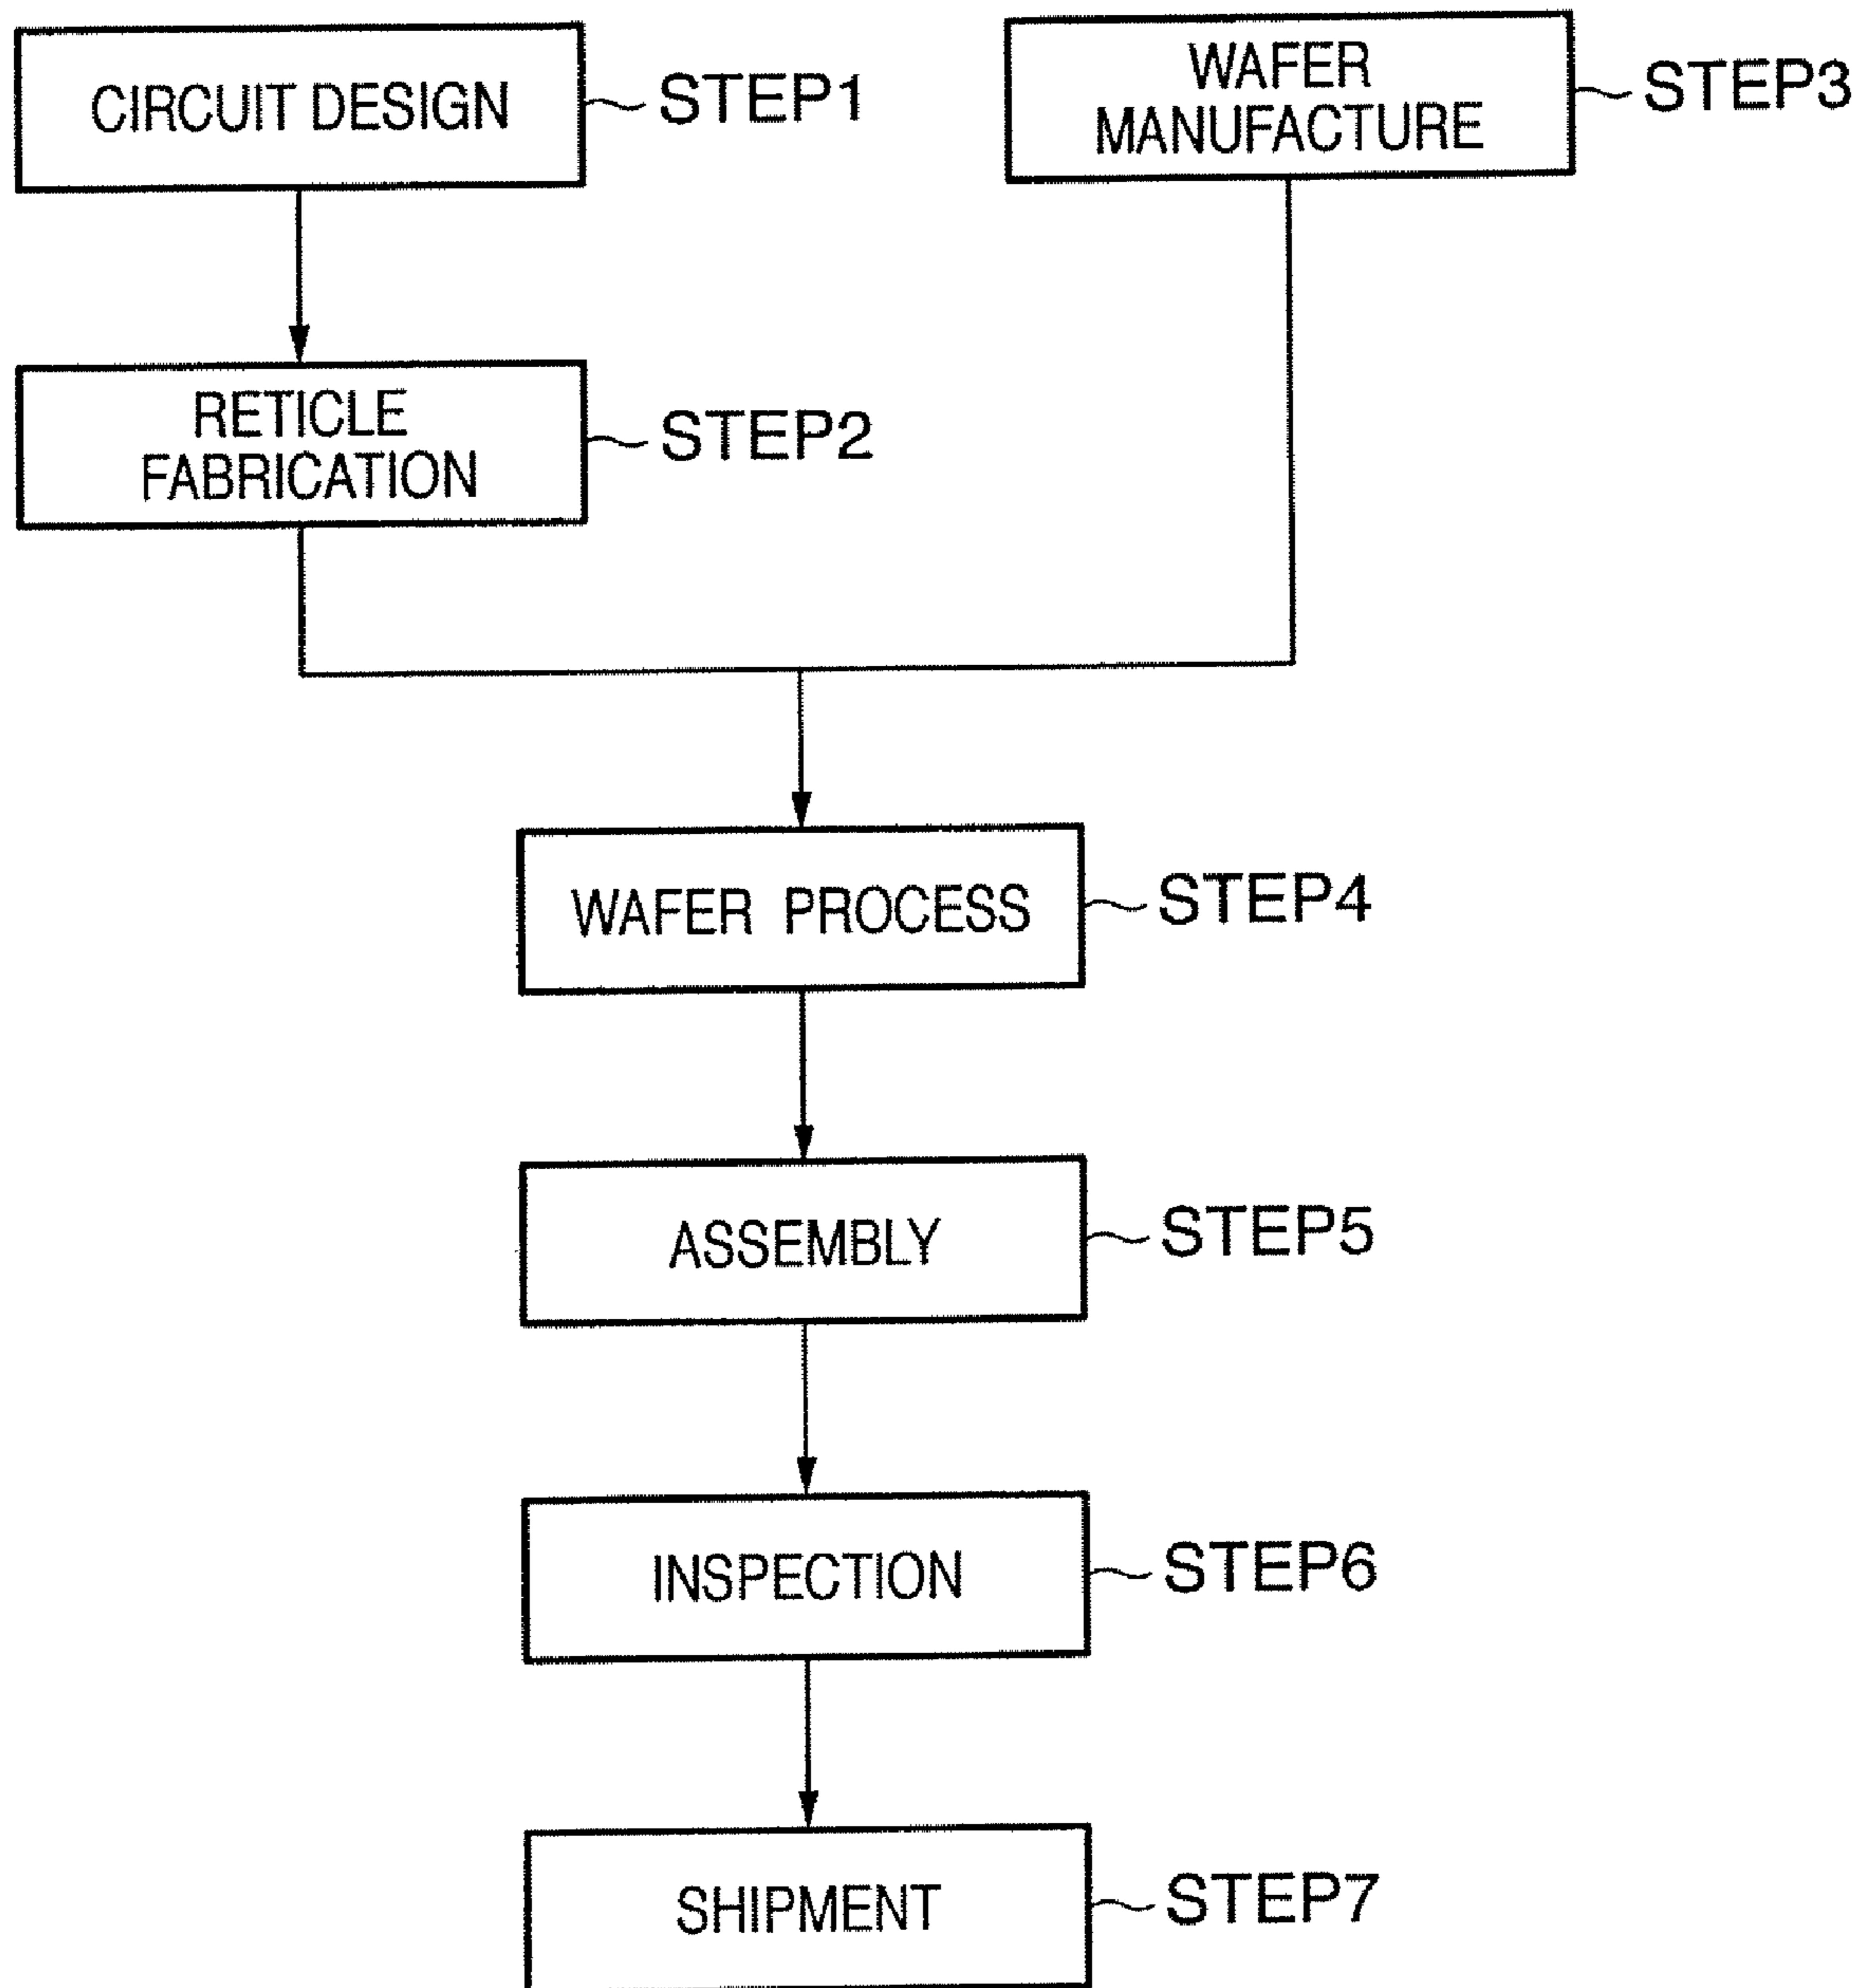 CIRCUIT DESIGN
STEP1
WAFER
MANUFACTURE
STEP3
RETICLE
FABRICATION
STEP2
WAFER PROCESS
STEP4
ASSEMBLY
STEP5
INSPECTION
STEP6
SHIPMENT
STEP7